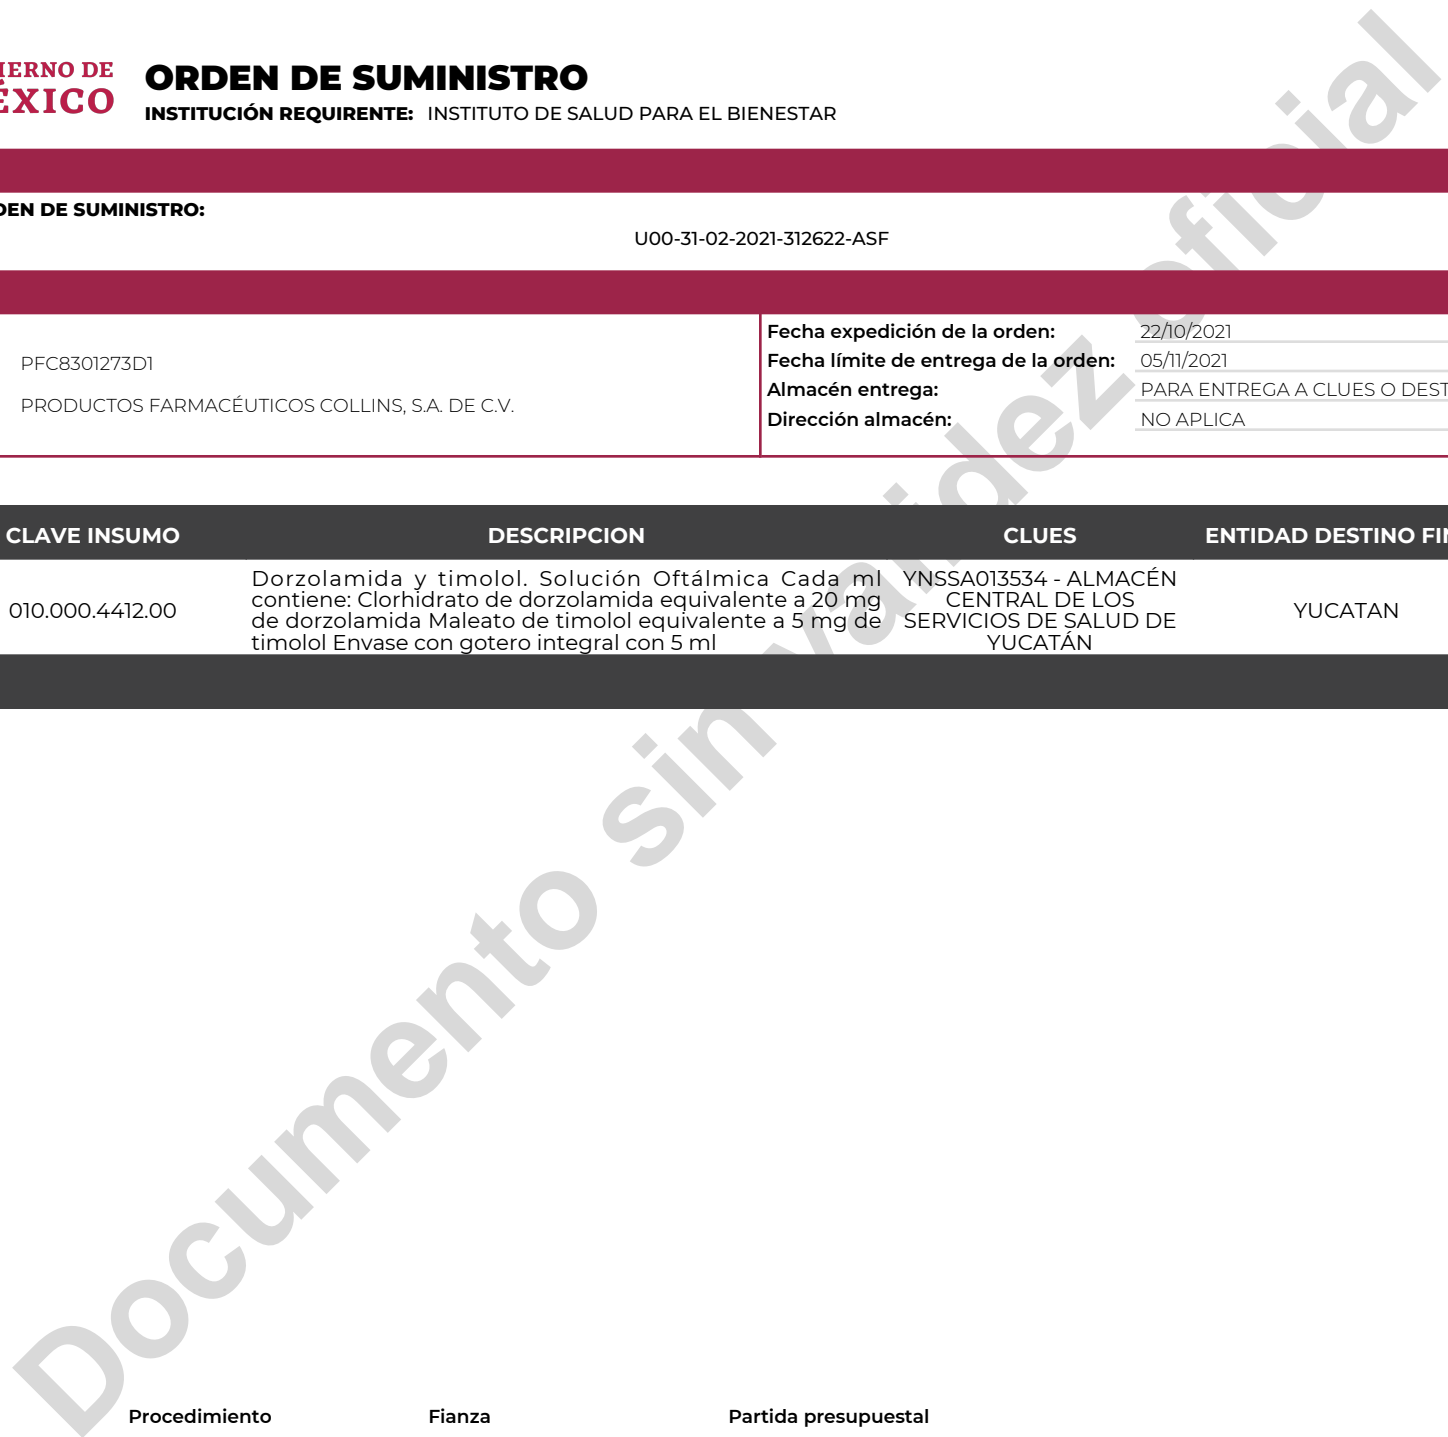 IERNO DE
ÉXICO
ORDEN DE SUMINISTRO
INSTITUCIÓN REQUIRENTE: INSTITUTO DE SALUD PARA EL BIENESTAR
DEN DE SUMINISTRO:
U00-31-02-2021-312622-ASF
PFC8301273D1
PRODUCTOS FARMACÉUTICOS COLLINS, S.A. DE C.V.
Fecha expedición de la orden: 22/10/2021
Fecha límite de entrega de la orden: 05/11/2021
Almacén entrega: PARA ENTREGA A CLUES O DEST
Dirección almacén: NO APLICA
CLAVE INSUMO DESCRIPCION CLUES ENTIDAD DESTINO FIN
010.000.4412.00
Dorzolamida y timolol. Solución Oftálmica Cada ml
contiene: Clorhidrato de dorzolamida equivalente a 20 mg
de dorzolamida Maleato de timolol equivalente a 5 mg de
timolol Envase con gotero integral con 5 ml
YNSSA013534 - ALMACÉN
CENTRAL DE LOS
SERVICIOS DE SALUD DE
YUCATÁN
YUCATAN
Documento sin validez oficial
Procedimiento Fianza Partida presupuestal